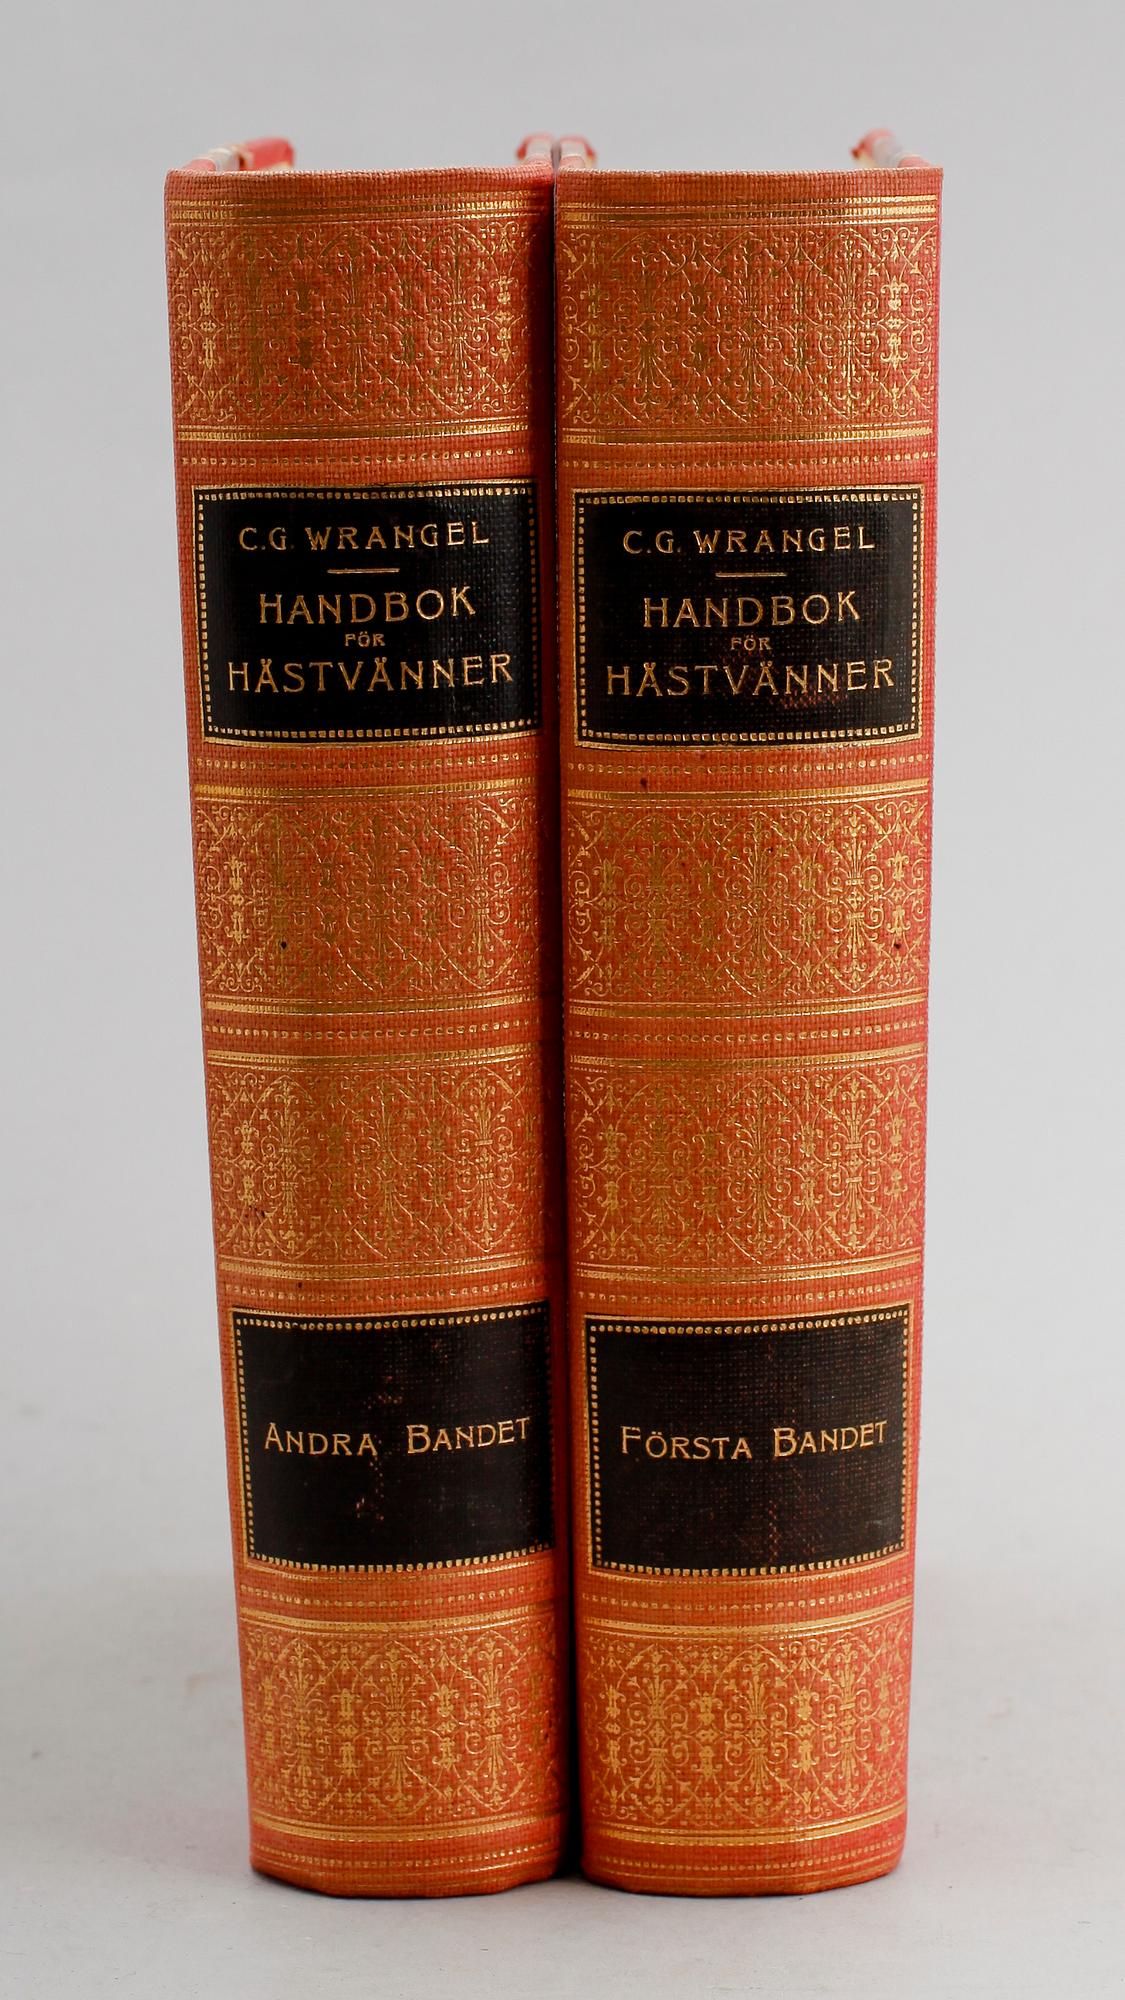 C.G. WRANGEL
HANDBOK
FÖR
HÄSTVÄNNER
ANDRA BANDET
C.G. WRANGEL
HANDBOK
FÖR
HÄSTVÄNNER
FÖRSTA BANDET